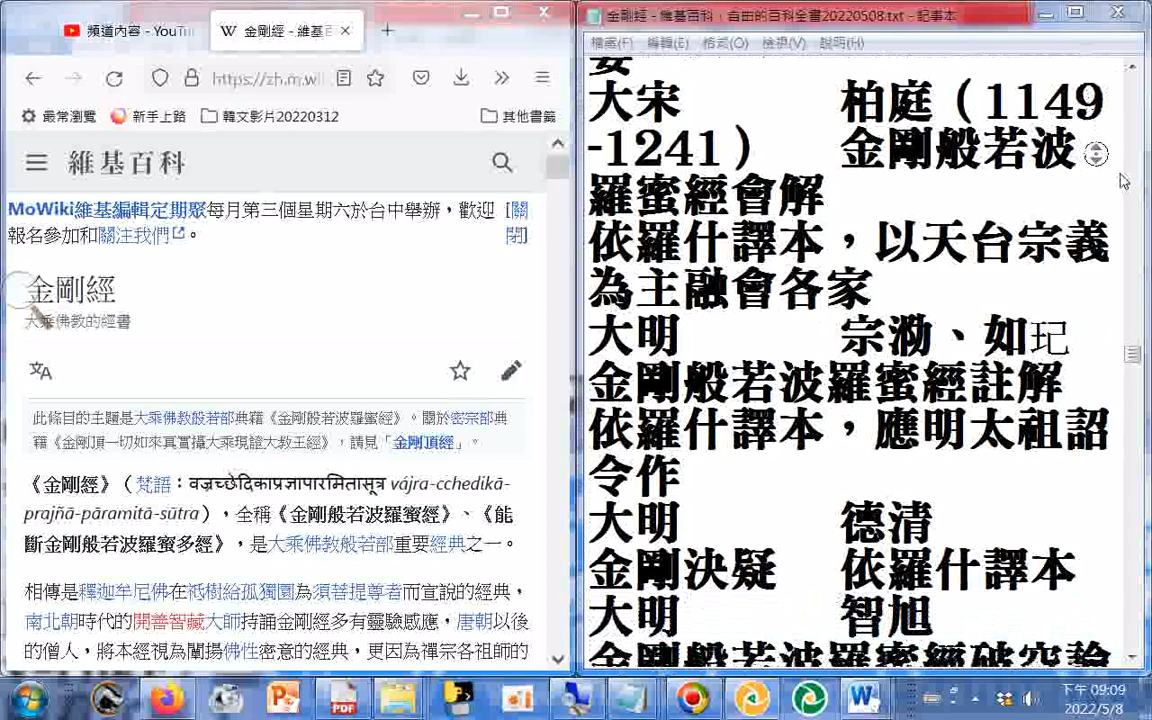 頻道內容 - YouTu
W 金剛經 - 維基百
https://zh.m.wi
最常瀏覽
新手上路
韓文影片20220312
其他書籤
維基百科
MoWiki維基編輯定期聚每月第三個星期六於台中舉辦，歡迎
報名參加和關注我們。
[關
閉]
金剛經
大乘佛教的經書
此條目的主題是大乘佛教般若部典籍《金剛般若波羅蜜經》。關於密宗部典
籍《金剛頂一切如來真實攝大乘現證大教王經》，請見「金剛頂經」。
《金剛經》（梵語：वज्रच्छेदिकाप्रज्ञापारमितासूत्र vájra-cchedikā-
prajñā-pāramitā-sūtra），全稱《金剛般若波羅蜜經》、《能
斷金剛般若波羅蜜多經》，是大乘佛教般若部重要經典之一。
相傳是釋迦牟尼佛在祇樹給孤獨園為須菩提尊者而宣說的經典，
南北朝時代的開善智藏大師持誦金剛經多有靈驗感應，唐朝以後
的僧人，將本經視為闡揚佛性密意的經典，更因為禪宗各祖師的
金剛經 - 維基百科，自由的百科全書20220508.txt - 記事本
檔案(F) 編輯(E) 格式(O) 檢視(V) 說明(H)
要
大宋 柏庭（1149
-1241） 金剛般若波
羅蜜經會解
依羅什譯本，以天台宗義
為主融會各家
大明 宗泐、如玘
金剛般若波羅蜜經註解
依羅什譯本，應明太祖詔
令作
大明 德清
金剛決疑 依羅什譯本
大明 智旭
金剛般若波羅蜜經破空論
下午 09:09
2022/5/8